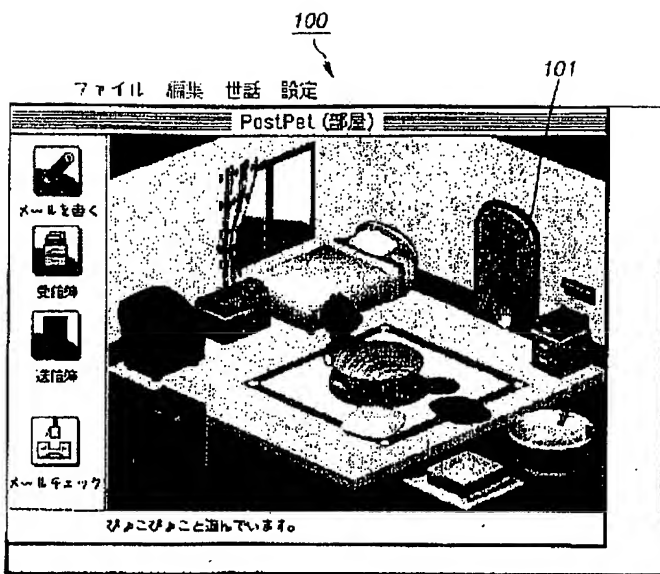 100
101
ファイル 編集 世話 設定
PostPet (部屋)
メールを書く
受信簿
送信簿
メールチェック
ぴょこぴょこと遊んでいます。